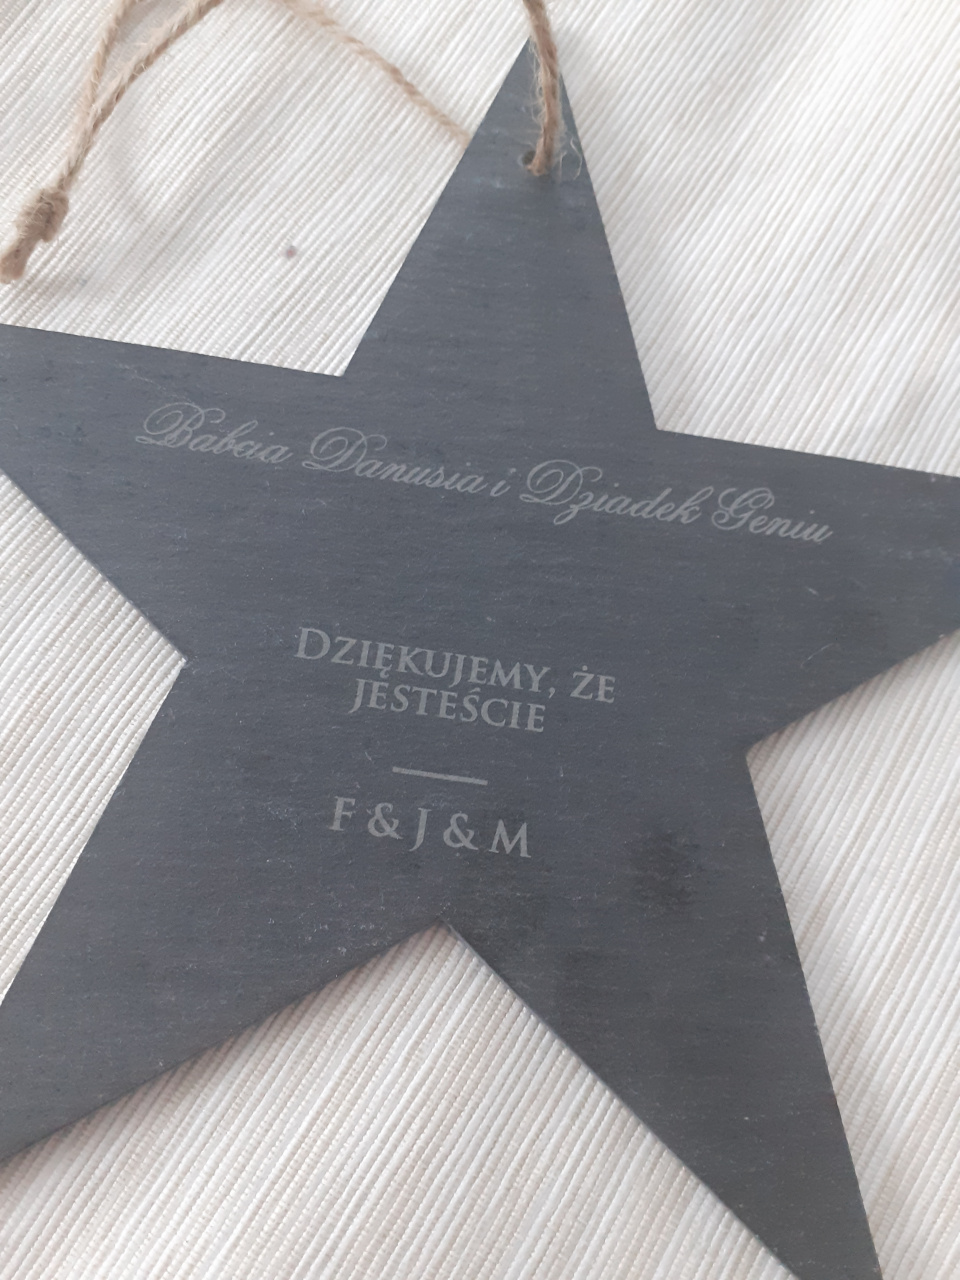 Babcia Danusia i Dziadek Geniu
DZIĘKUJEMY, ŻE
JESTEŚCIE
F & J & M